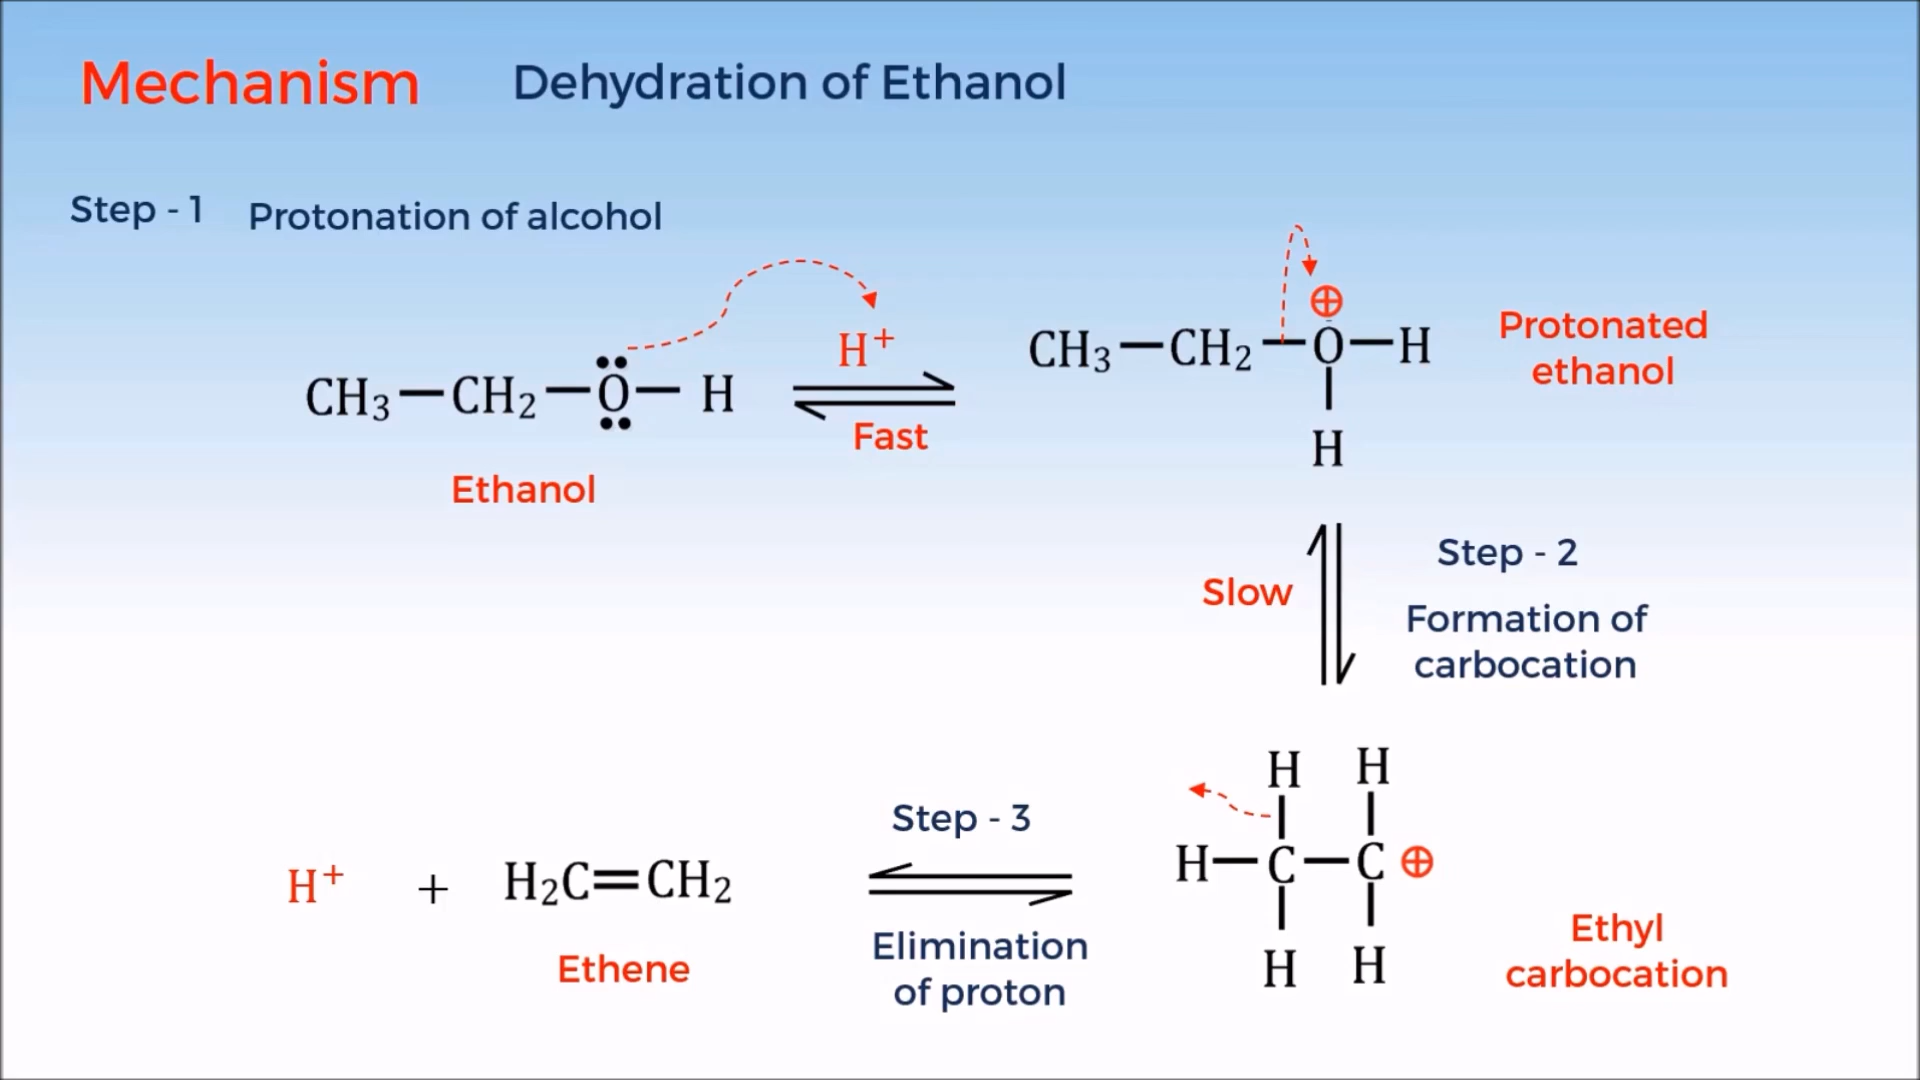 Mechanism Dehydration of Ethanol
Step - 1 Protonation of alcohol
CH₃—CH₂—O—H
H⁺
Fast
Ethanol
⊕
CH₃—CH₂—O—H
H
Protonated
ethanol
Slow
Step - 2
Formation of
carbocation
H H
H—C—C ⊕
H H
Ethyl
carbocation
Step - 3
Elimination
of proton
H⁺ + H₂C=CH₂
Ethene